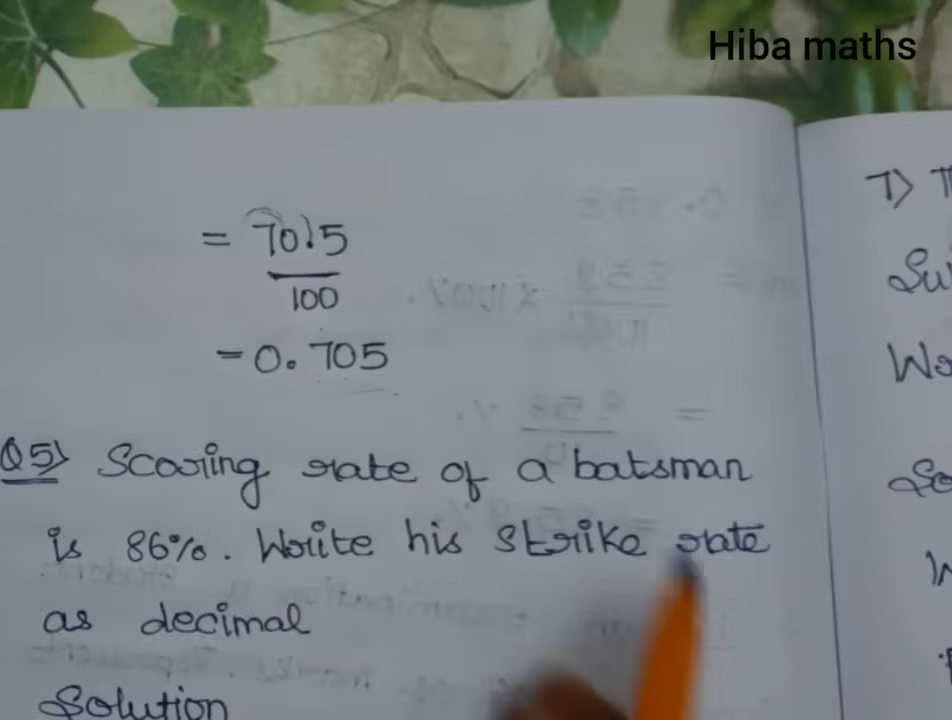 Hiba maths
= 70.5
100
= 0.705
Q5) Scoring rate of a batsman
is 86%. Write his strike rate
as decimal
Solution
7)